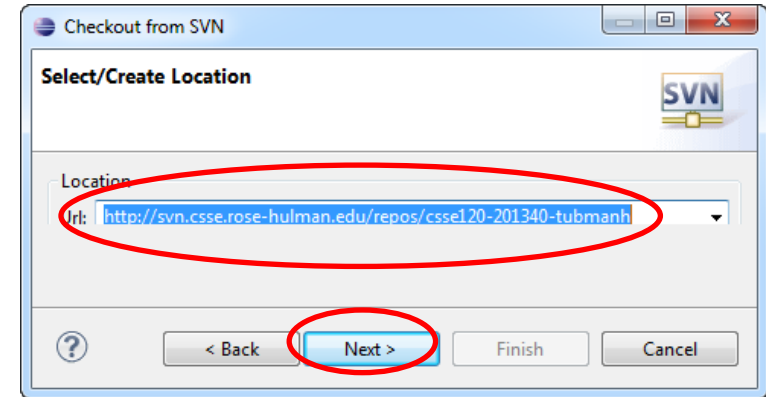 Checkout from SVN
Select/Create Location
SVN
Location
Url: http://svn.csse.rose-hulman.edu/repos/csse120-201340-tubmanh
? < Back Next > Finish Cancel